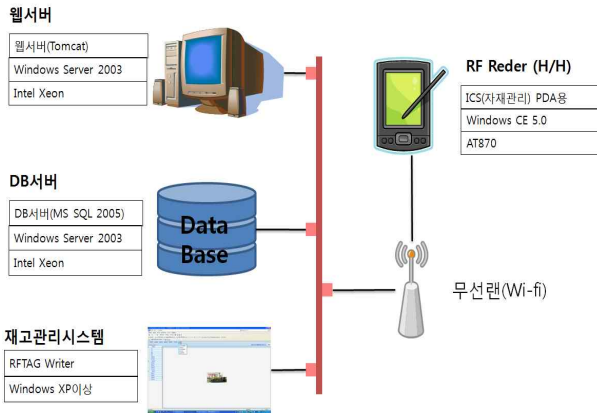 웹서버
웹서버(Tomcat)
Windows Server 2003
Intel Xeon
RF Reder (H/H)
ICS(자재관리) PDA용
Windows CE 5.0
AT870
DB서버
DB서버(MS SQL 2005)
Windows Server 2003
Intel Xeon
Data
Base
무선랜(Wi-fi)
재고관리시스템
RFTAG Writer
Windows XP이상